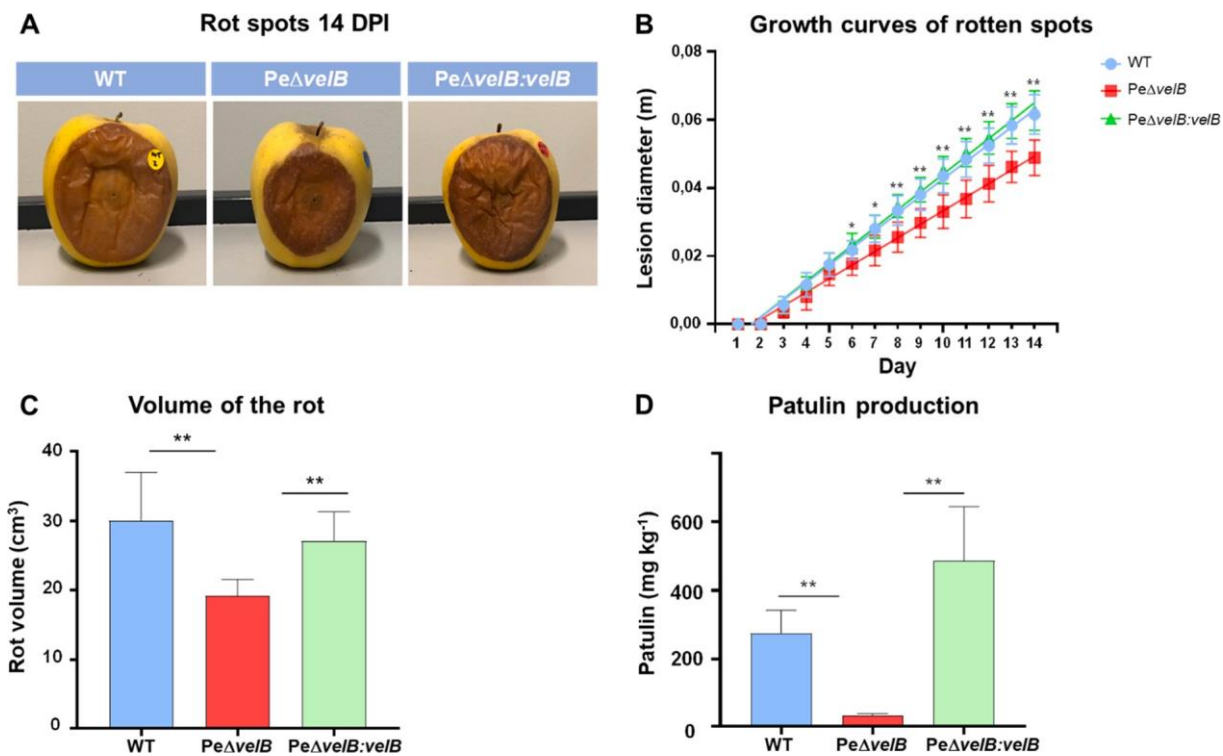 A
Rot spots 14 DPI
WT PeΔvelB PeΔvelB:velB
B
Growth curves of rotten spots
0,08
0,06
0,04
0,02
0,00
Lesion diameter (m)
* * ** ** ** ** ** ** **
1 2 3 4 5 6 7 8 9 10 11 12 13 14
Day
WT
PeΔvelB
PeΔvelB:velB
C
Volume of the rot
40
30
20
10
0
Rot volume (cm³)
** **
WT PeΔvelB PeΔvelB:velB
D
Patulin production
600
400
200
0
Patulin (mg kg⁻¹)
** **
WT PeΔvelB PeΔvelB:velB